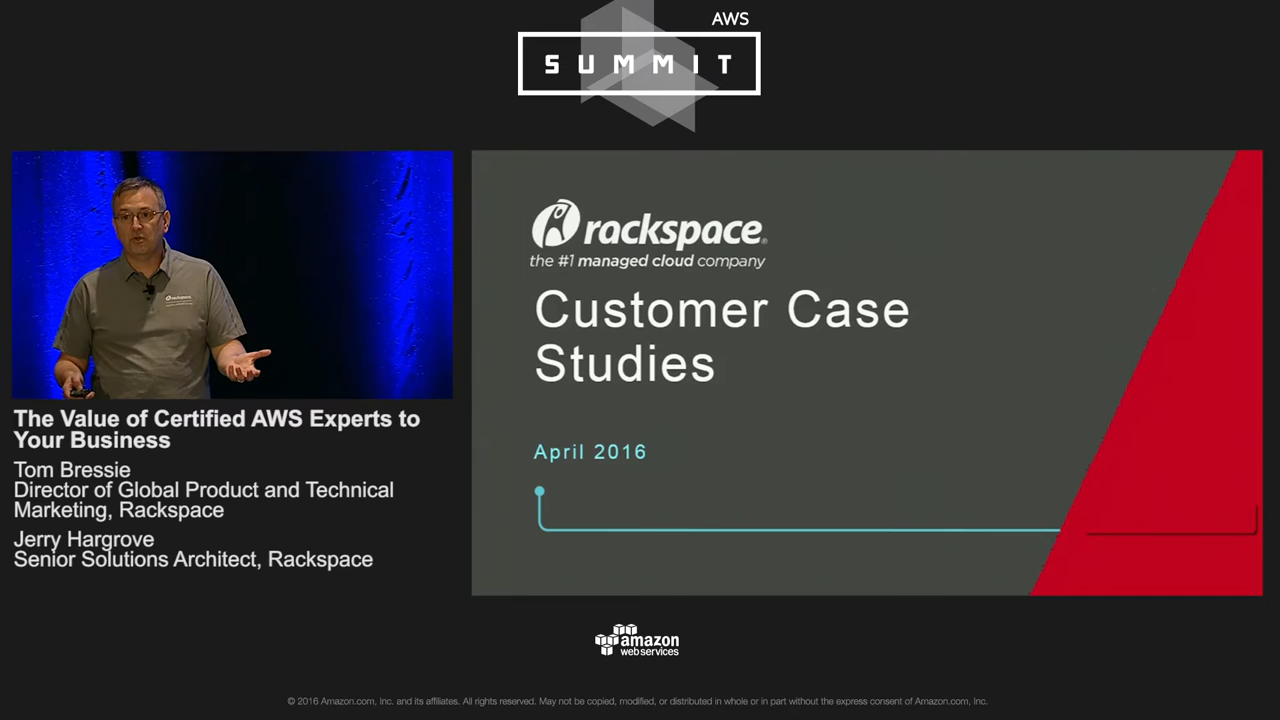 AWS
SUMMIT
rackspace
rackspace®
the #1 managed cloud company
Customer Case
Studies
April 2016
The Value of Certified AWS Experts to
Your Business
Tom Bressie
Director of Global Product and Technical
Marketing, Rackspace
Jerry Hargrove
Senior Solutions Architect, Rackspace
amazon
web services
© 2016 Amazon.com, Inc. and its affiliates. All rights reserved. May not be copied, modified, or distributed in whole or in part without the express consent of Amazon.com, Inc.